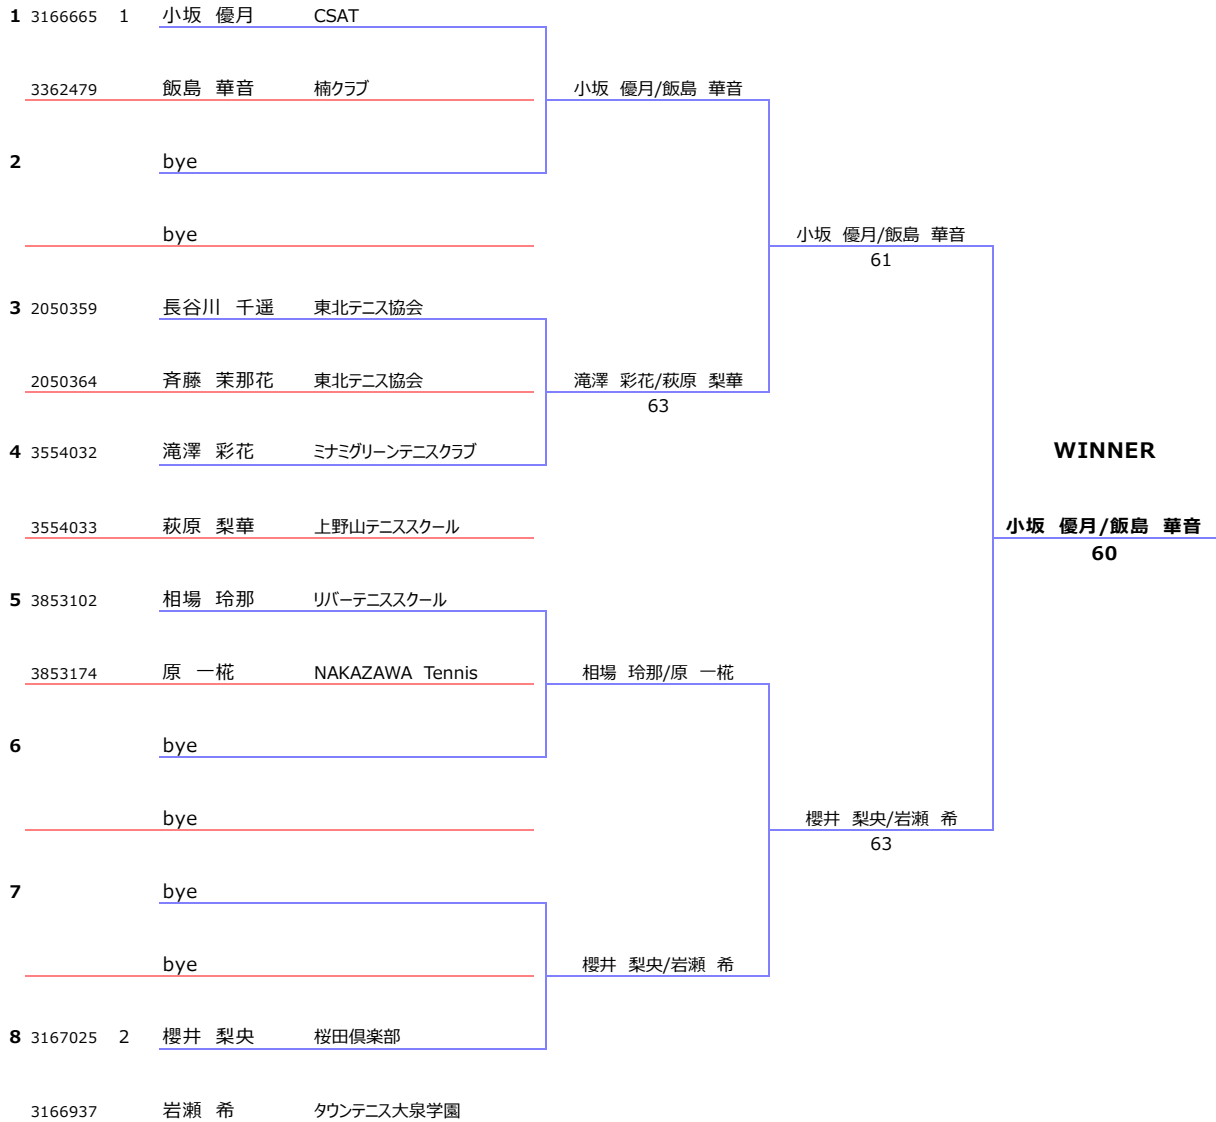 1 3166665 1 小坂 優月 CSAT
3362479 飯島 華音 楠クラブ 小坂 優月/飯島 華音
2 bye
bye 小坂 優月/飯島 華音
61
3 2050359 長谷川 千遥 東北テニス協会
2050364 斉藤 茉那花 東北テニス協会 滝澤 彩花/萩原 梨華
63
4 3554032 滝澤 彩花 ミナミグリーンテニスクラブ WINNER
3554033 萩原 梨華 上野山テニススクール 小坂 優月/飯島 華音
60
5 3853102 相場 玲那 リバーテニススクール
3853174 原 一椛 NAKAZAWA Tennis 相場 玲那/原 一椛
6 bye
bye 櫻井 梨央/岩瀬 希
63
7 bye
bye 櫻井 梨央/岩瀬 希
8 3167025 2 櫻井 梨央 桜田倶楽部
3166937 岩瀬 希 タウンテニス大泉学園